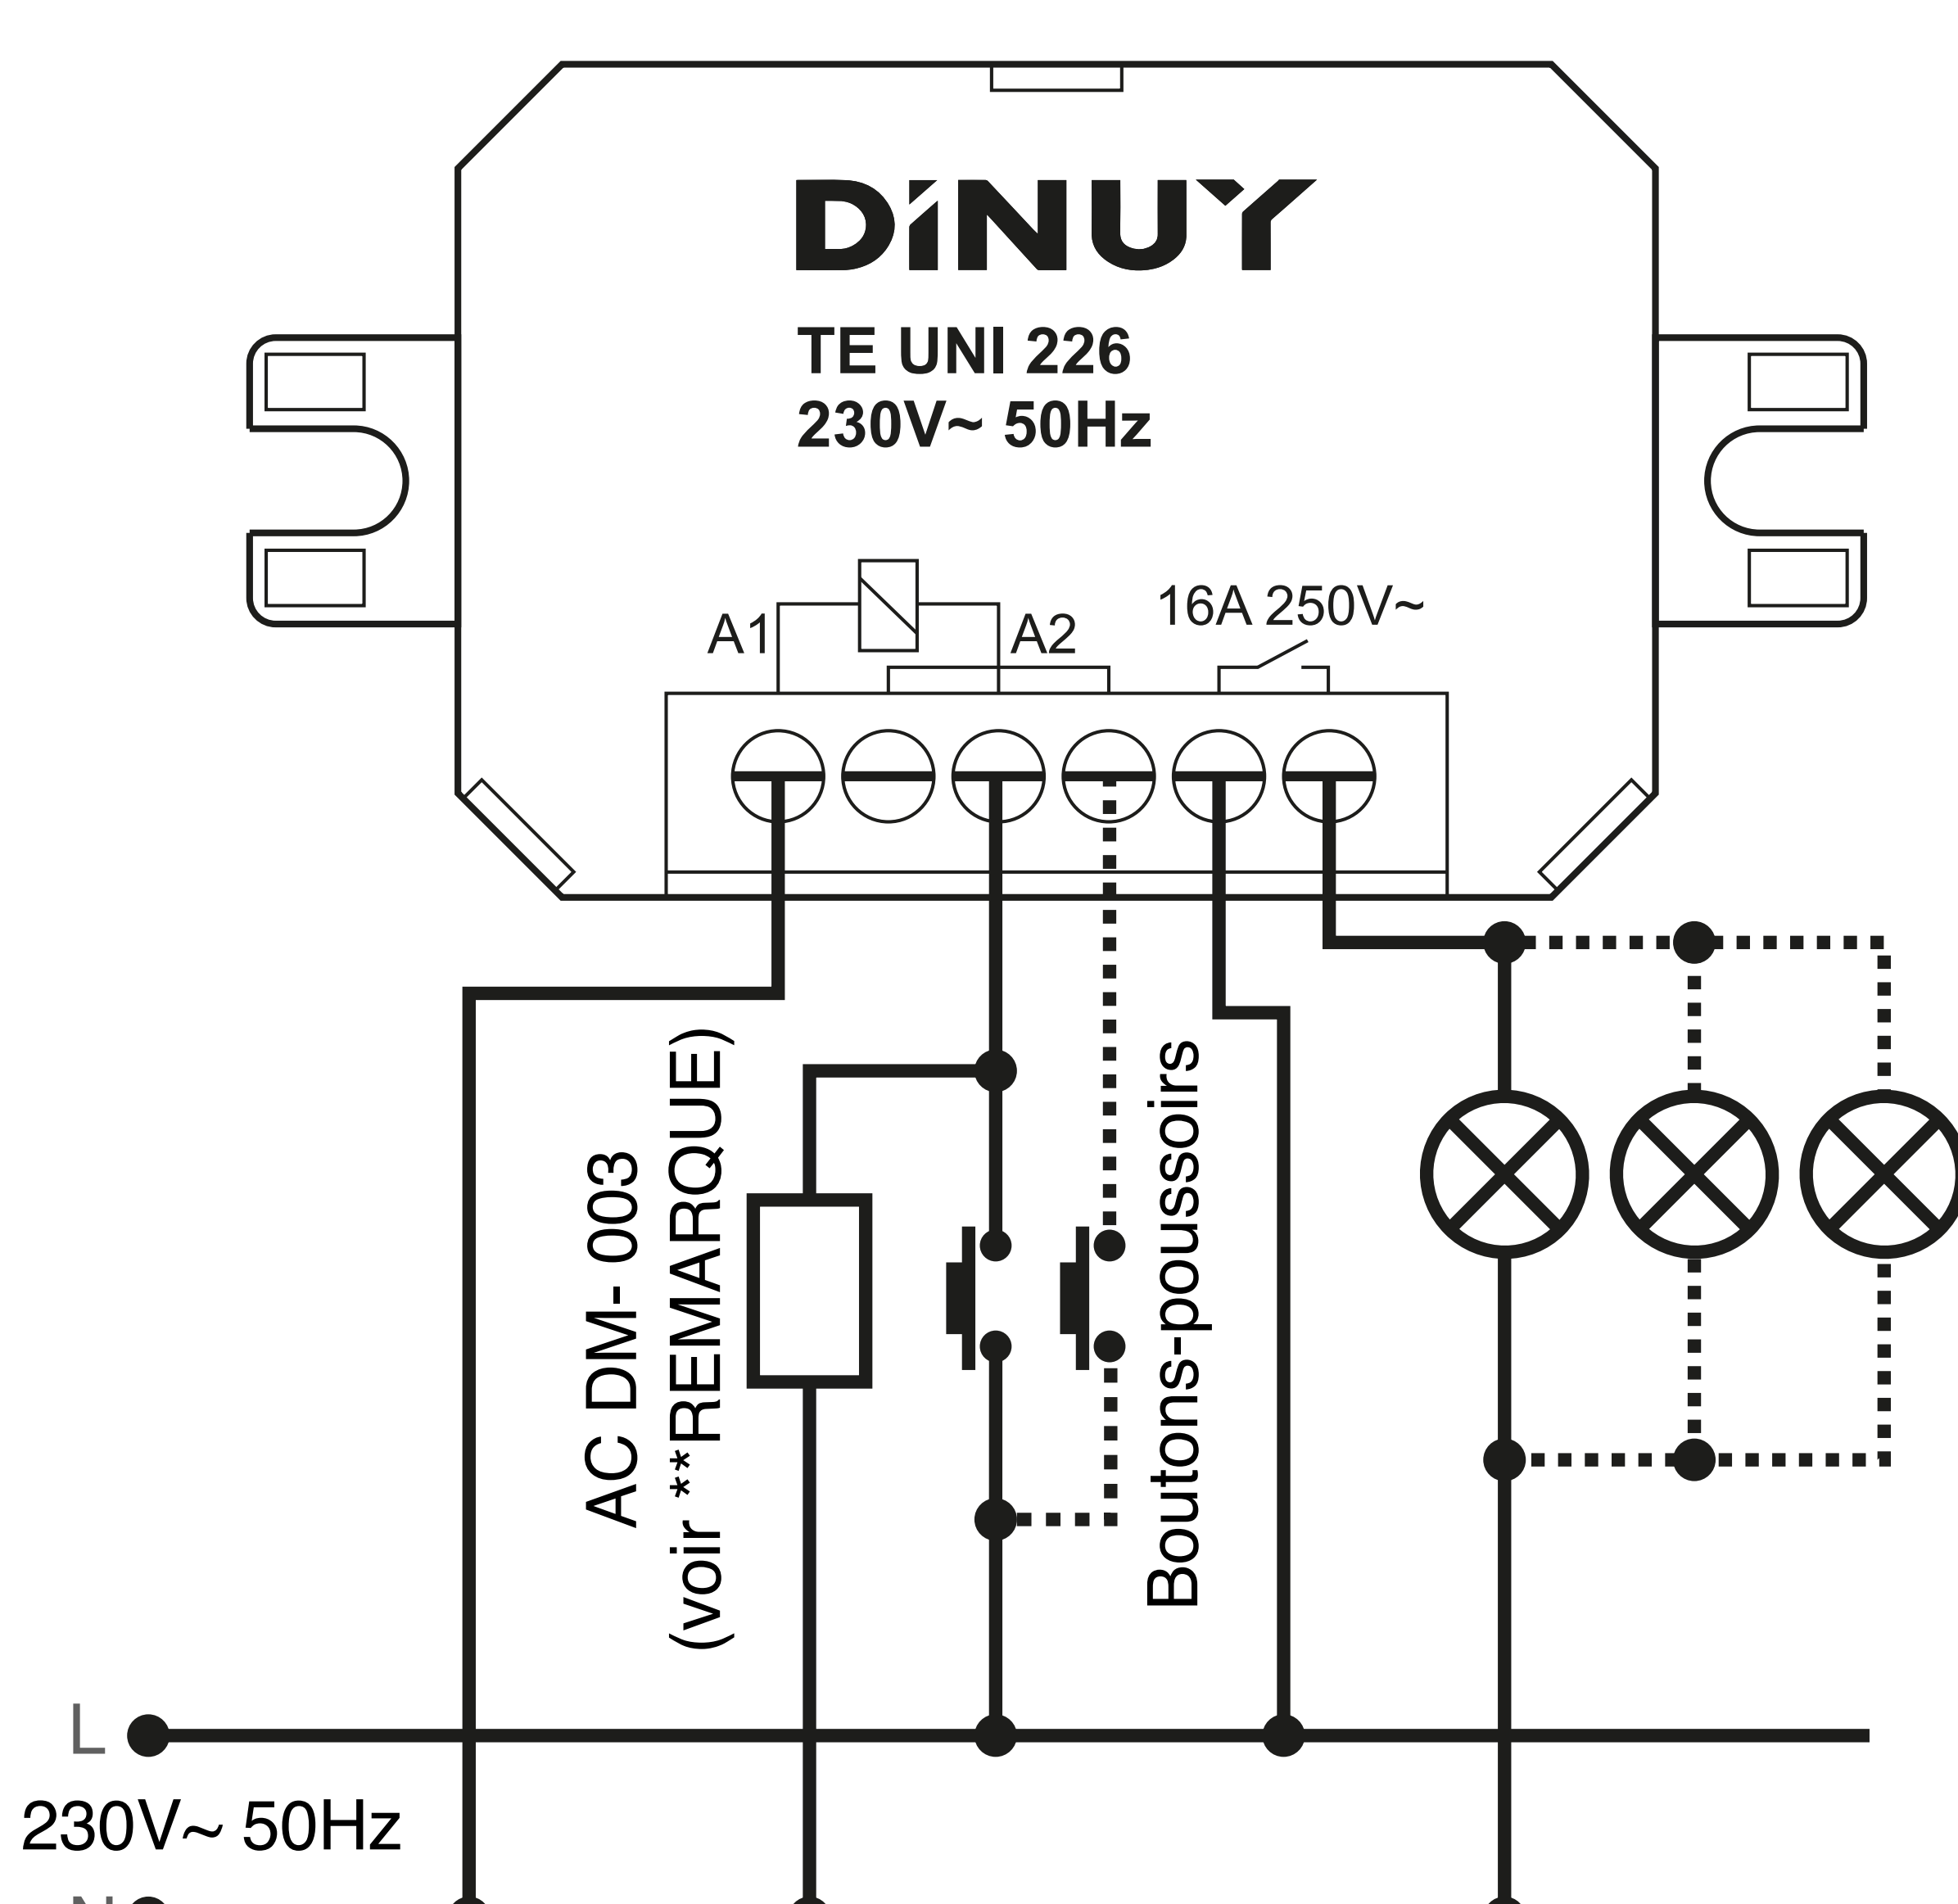 DiNUY
TE UNI 226
230V~ 50Hz
A1
A2
16A 250V~
AC DM- 003
(voir **REMARQUE)
Boutons-poussoirs
L
230V~ 50Hz
N